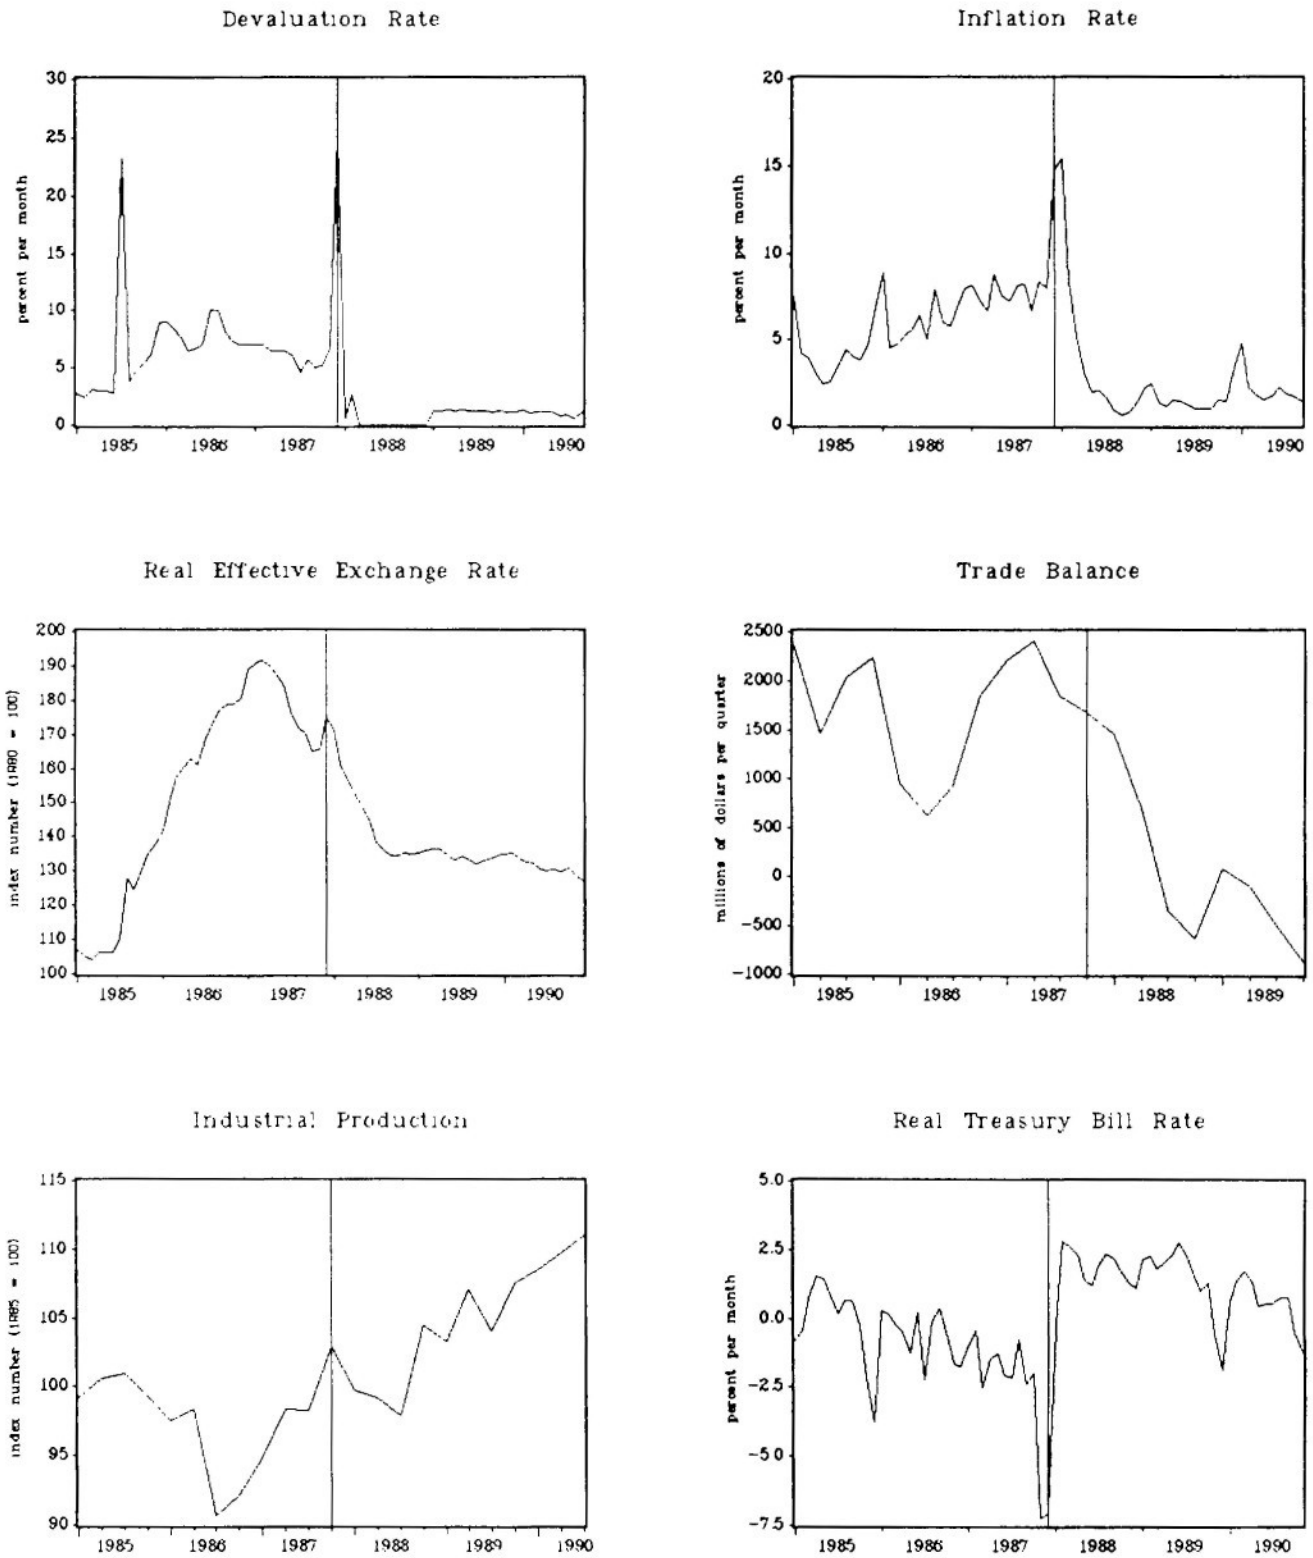 Devaluation Rate
percent per month
30
25
20
15
10
5
0
1985 1986 1987 1988 1989 1990
Inflation Rate
percent per month
20
15
10
5
0
1985 1986 1987 1988 1989 1990
Real Effective Exchange Rate
index number (1980 = 100)
200
190
180
170
160
150
140
130
120
110
100
1985 1986 1987 1988 1989 1990
Trade Balance
millions of dollars per quarter
2500
2000
1500
1000
500
0
-500
-1000
1985 1986 1987 1988 1989
Industrial Production
index number (1985 = 100)
115
110
105
100
95
90
1985 1986 1987 1988 1989 1990
Real Treasury Bill Rate
percent per month
5.0
2.5
0.0
-2.5
-5.0
-7.5
1985 1986 1987 1988 1989 1990